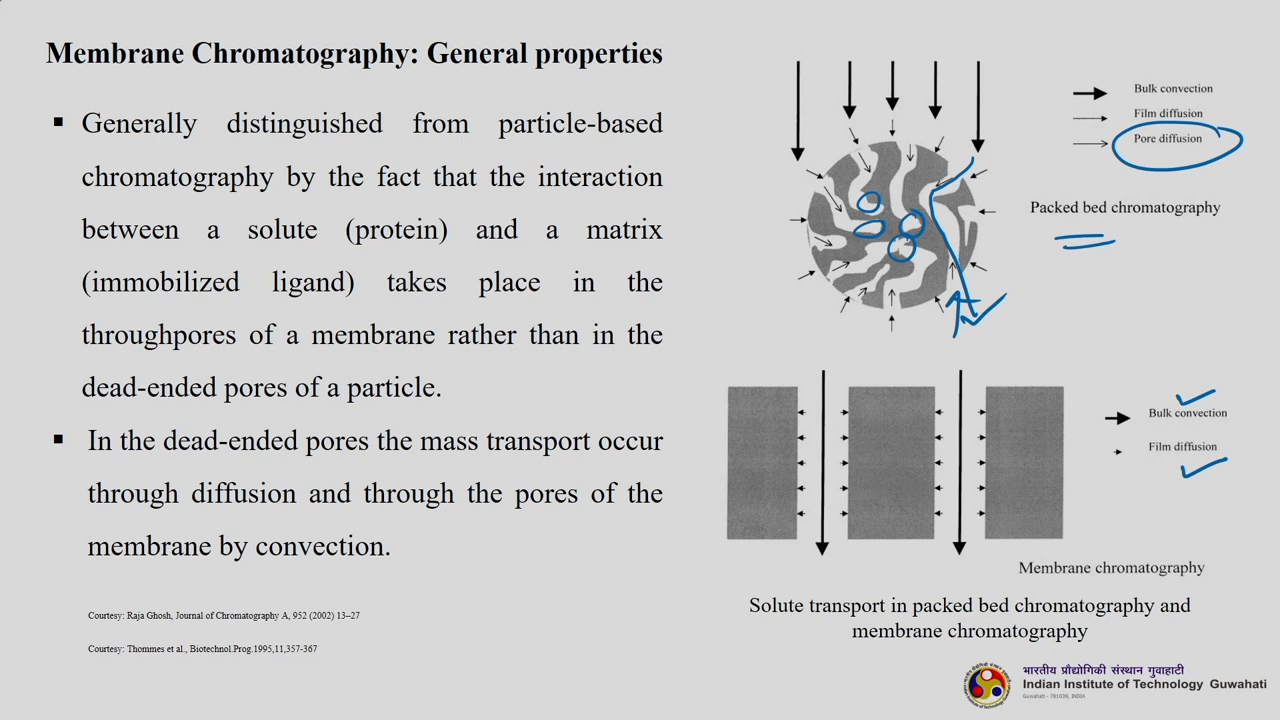 Membrane Chromatography: General properties
▪ Generally distinguished from particle-based
chromatography by the fact that the interaction
between a solute (protein) and a matrix
(immobilized ligand) takes place in the
throughpores of a membrane rather than in the
dead-ended pores of a particle.
▪ In the dead-ended pores the mass transport occur
through diffusion and through the pores of the
membrane by convection.
Courtesy: Raja Ghosh, Journal of Chromatography A, 952 (2002) 13–27
Courtesy: Thommes et al., Biotechnol.Prog.1995,11,357-367
Bulk convection
Film diffusion
Pore diffusion
Packed bed chromatography
Bulk convection
Film diffusion
Membrane chromatography
Solute transport in packed bed chromatography and
membrane chromatography
भारतीय प्रौद्योगिकी संस्थान गुवाहाटी
Indian Institute of Technology Guwahati
Guwahati - 781039, INDIA